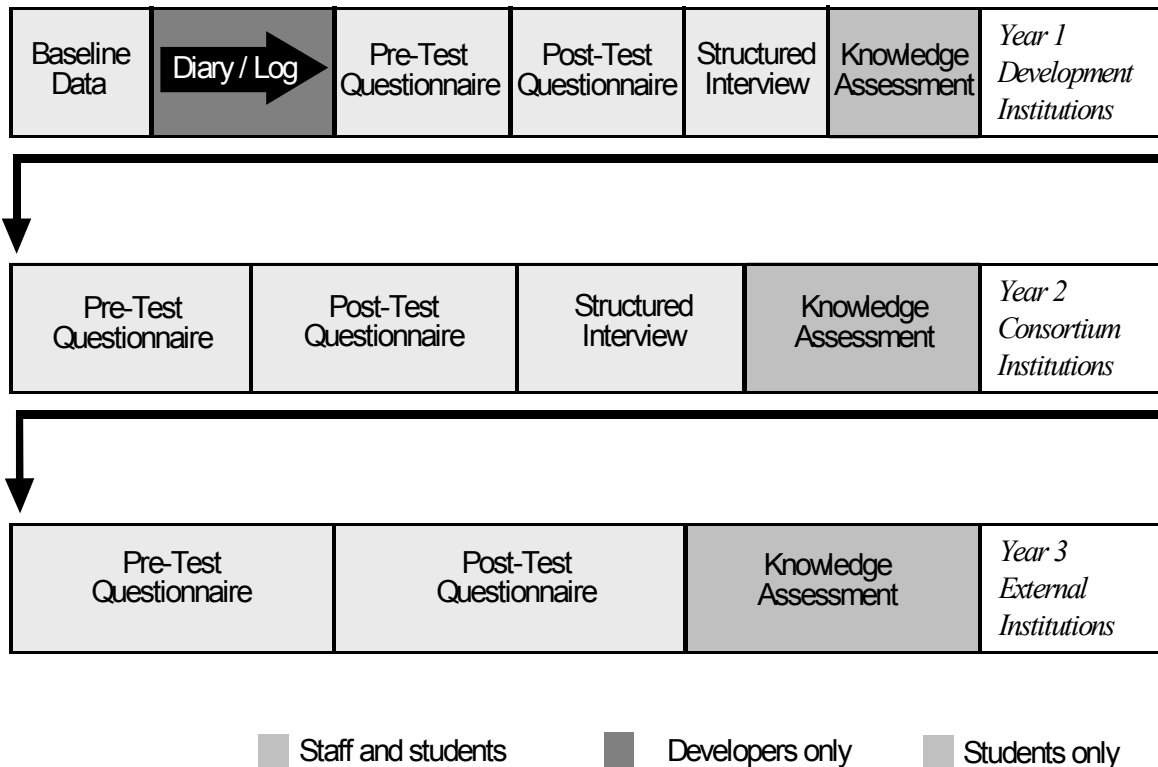 Baseline
Data
Diary / Log
Pre-Test
Questionnaire
Post-Test
Questionnaire
Structured
Interview
Knowledge
Assessment
Year 1
Development
Institutions
Pre-Test
Questionnaire
Post-Test
Questionnaire
Structured
Interview
Knowledge
Assessment
Year 2
Consortium
Institutions
Pre-Test
Questionnaire
Post-Test
Questionnaire
Knowledge
Assessment
Year 3
External
Institutions
Staff and students
Developers only
Students only